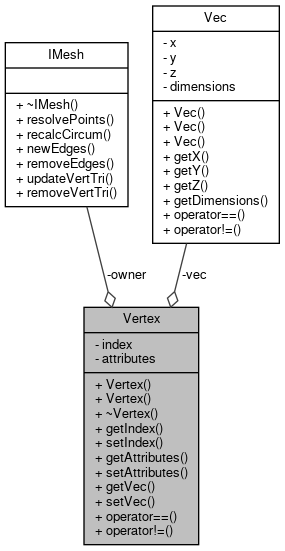 IMesh
+ ~IMesh()
+ resolvePoints()
+ recalcCircum()
+ newEdges()
+ removeEdges()
+ updateVertTri()
+ removeVertTri()
Vec
- x
- y
- z
- dimensions
+ Vec()
+ Vec()
+ Vec()
+ getX()
+ getY()
+ getZ()
+ getDimensions()
+ operator==()
+ operator!=()
-owner
-vec
Vertex
- index
- attributes
+ Vertex()
+ Vertex()
+ ~Vertex()
+ getIndex()
+ setIndex()
+ getAttributes()
+ setAttributes()
+ getVec()
+ setVec()
+ operator==()
+ operator!=()